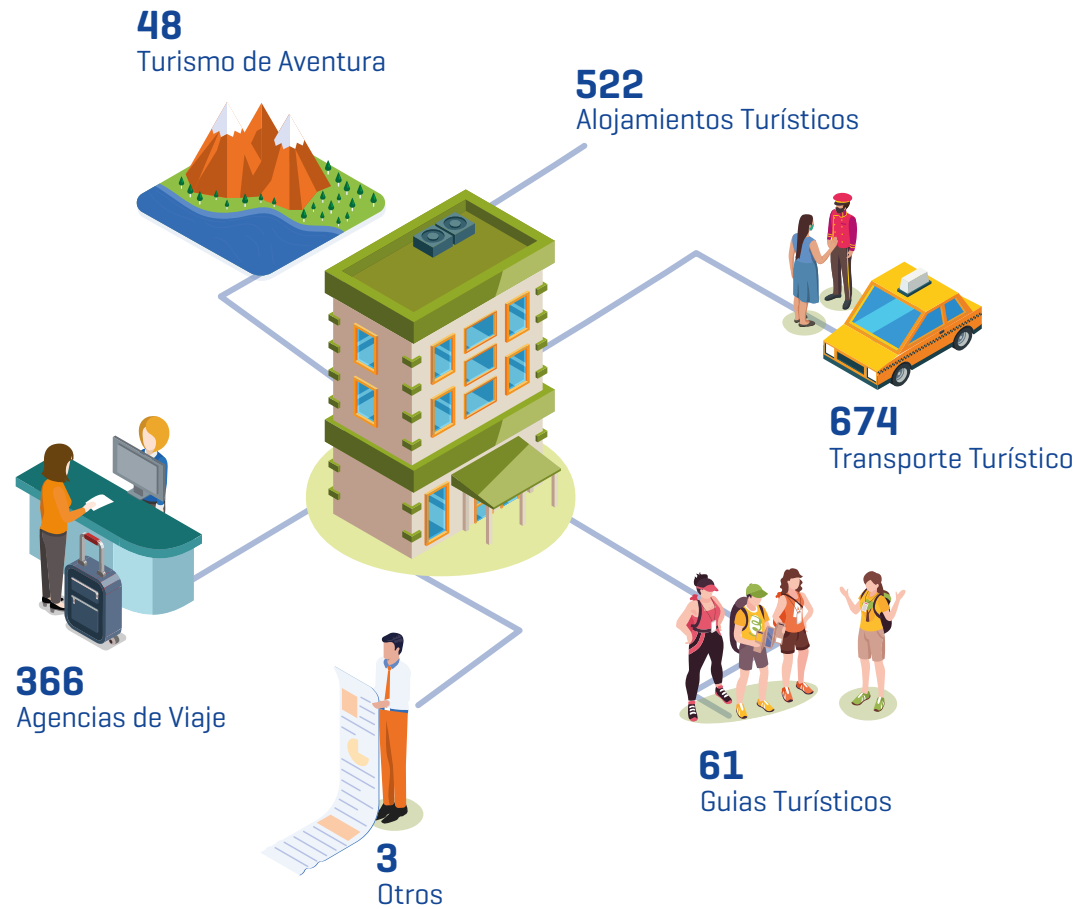 48
Turismo de Aventura
522
Alojamientos Turísticos
674
Transporte Turístico
366
Agencias de Viaje
61
Guias Turísticos
3
Otros